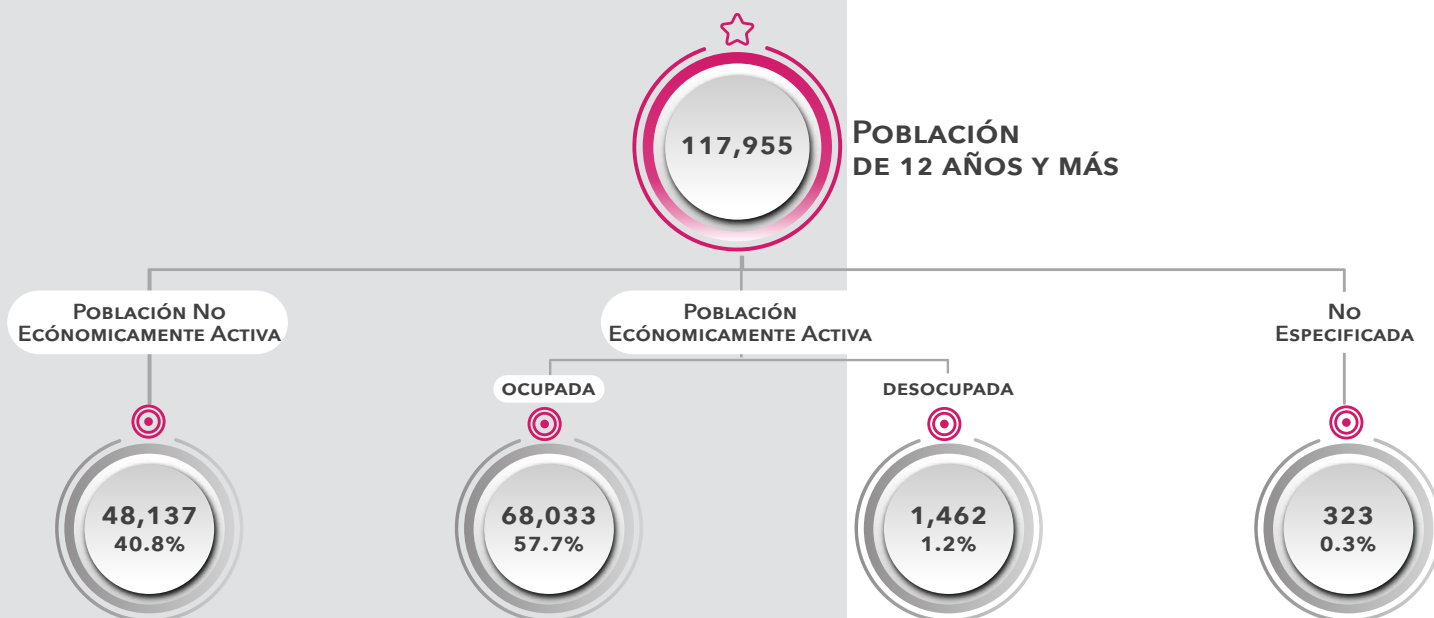 117,955
Población
de 12 años y más
Población No
Ecónomicamente Activa
Población
Ecónomicamente Activa
No
Especificada
ocupada
desocupada
48,137
40.8%
68,033
57.7%
1,462
1.2%
323
0.3%